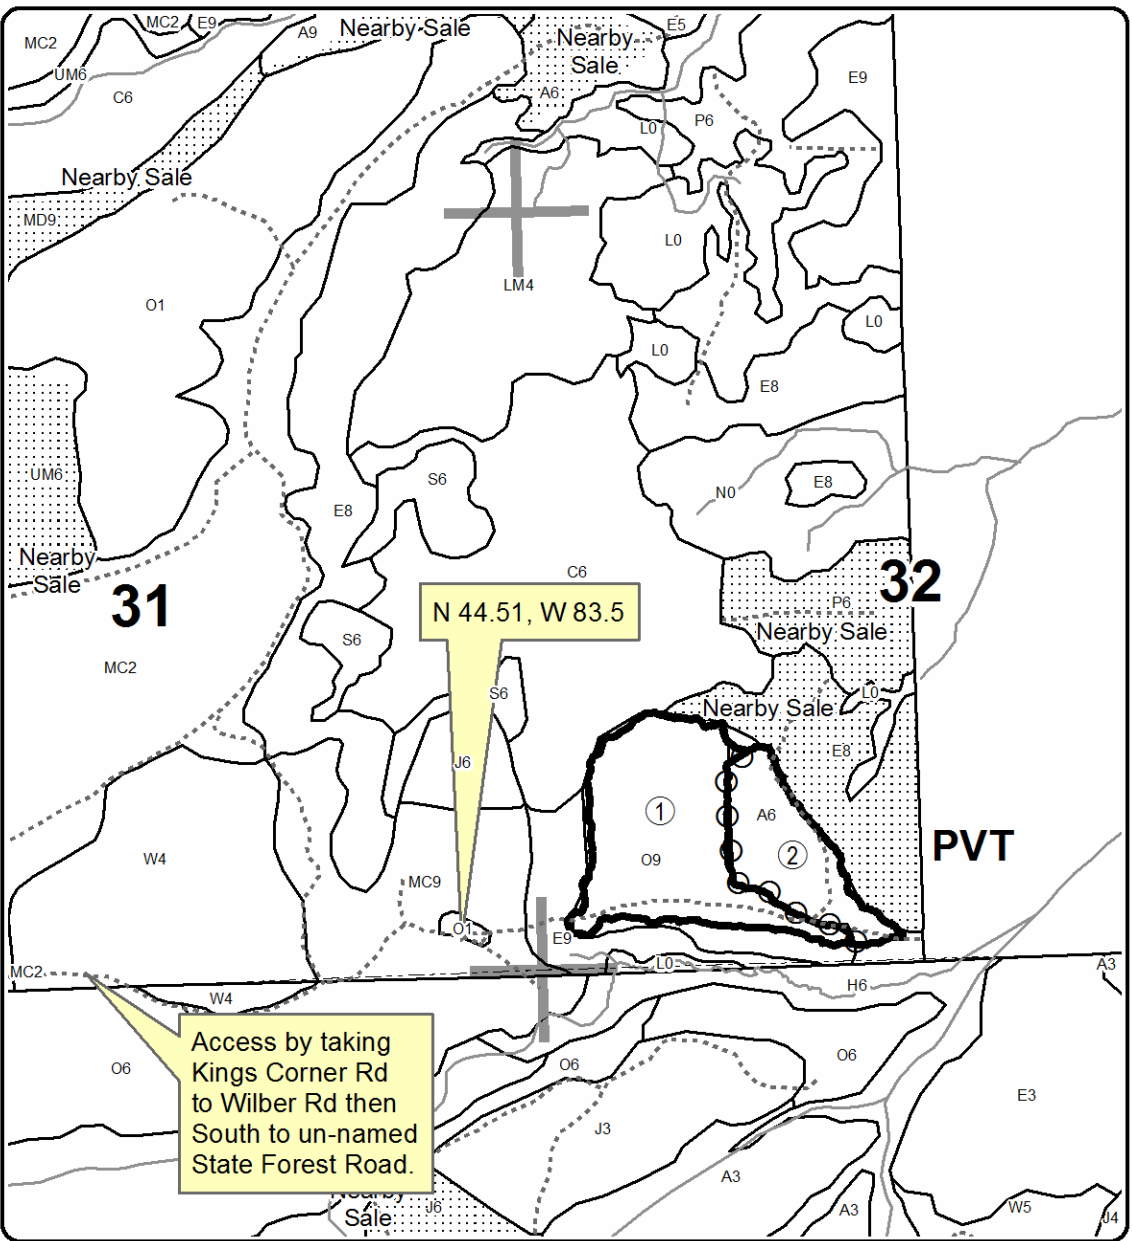 MC2
E9
A9
Nearby Sale
E5
MC2
Nearby
Sale
UM6
E9
C6
A6
L0
P6
Nearby Sale
MD9
L0
LM4
O1
L0
L0
E8
UM6
S6
E8
N0
E8
Nearby
Sale
31
C6
32
N 44.51, W 83.5
P6
Nearby Sale
S6
MC2
S6
L0
Nearby Sale
E8
J6
1
A6
PVT
W4
O9
2
MC9
O1
E9
MC2
L0
A3
W4
H6
Access by taking
Kings Corner Rd
to Wilber Rd then
South to un-named
State Forest Road.
O6
O6
O6
E3
J3
A3
Nearby
Sale
J6
A3
W5
J4